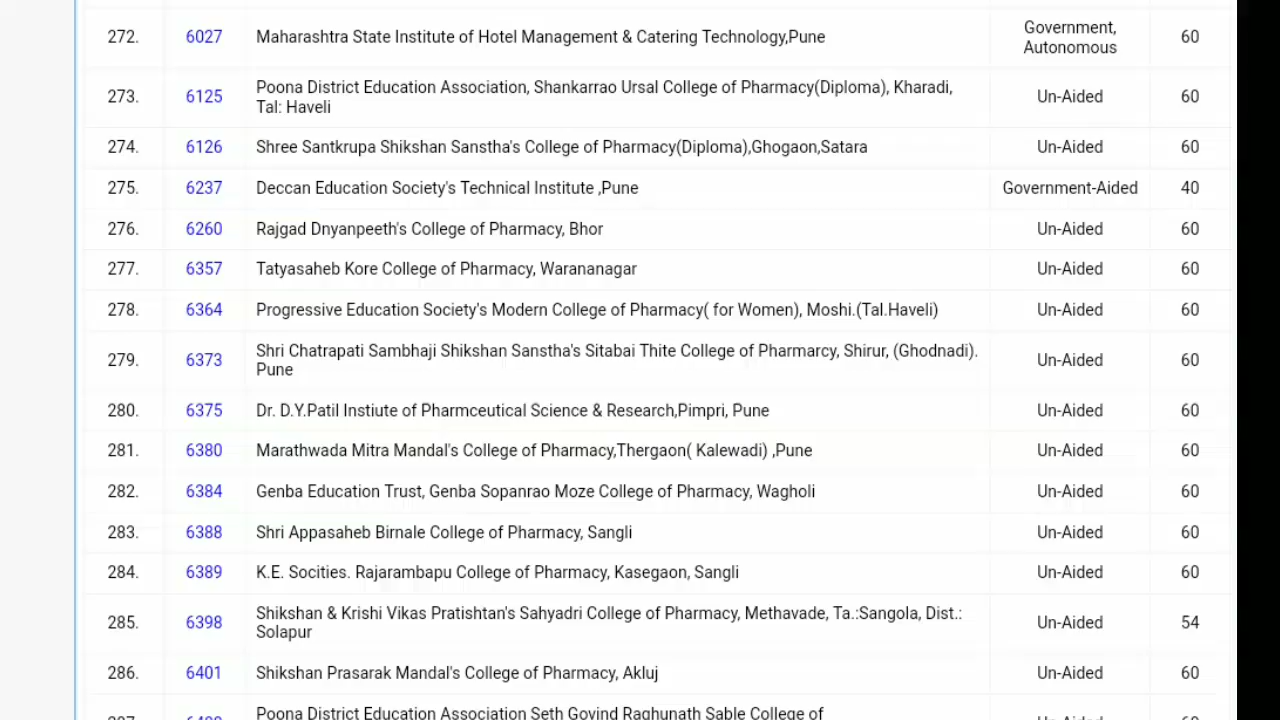 272. 6027 Maharashtra State Institute of Hotel Management & Catering Technology,Pune Government, Autonomous 60
273. 6125 Poona District Education Association, Shankarrao Ursal College of Pharmacy(Diploma), Kharadi, Tal: Haveli Un-Aided 60
274. 6126 Shree Santkrupa Shikshan Sanstha's College of Pharmacy(Diploma),Ghogaon,Satara Un-Aided 60
275. 6237 Deccan Education Society's Technical Institute ,Pune Government-Aided 40
276. 6260 Rajgad Dnyanpeeth's College of Pharmacy, Bhor Un-Aided 60
277. 6357 Tatyasaheb Kore College of Pharmacy, Warananagar Un-Aided 60
278. 6364 Progressive Education Society's Modern College of Pharmacy( for Women), Moshi.(Tal.Haveli) Un-Aided 60
279. 6373 Shri Chatrapati Sambhaji Shikshan Sanstha's Sitabai Thite College of Pharmarcy, Shirur, (Ghodnadi). Pune Un-Aided 60
280. 6375 Dr. D.Y.Patil Instiute of Pharmceutical Science & Research,Pimpri, Pune Un-Aided 60
281. 6380 Marathwada Mitra Mandal's College of Pharmacy,Thergaon( Kalewadi) ,Pune Un-Aided 60
282. 6384 Genba Education Trust, Genba Sopanrao Moze College of Pharmacy, Wagholi Un-Aided 60
283. 6388 Shri Appasaheb Birnale College of Pharmacy, Sangli Un-Aided 60
284. 6389 K.E. Socities. Rajarambapu College of Pharmacy, Kasegaon, Sangli Un-Aided 60
285. 6398 Shikshan & Krishi Vikas Pratishtan's Sahyadri College of Pharmacy, Methavade, Ta.:Sangola, Dist.: Solapur Un-Aided 54
286. 6401 Shikshan Prasarak Mandal's College of Pharmacy, Akluj Un-Aided 60
Poona District Education Association Seth Govind Raghunath Sable College of